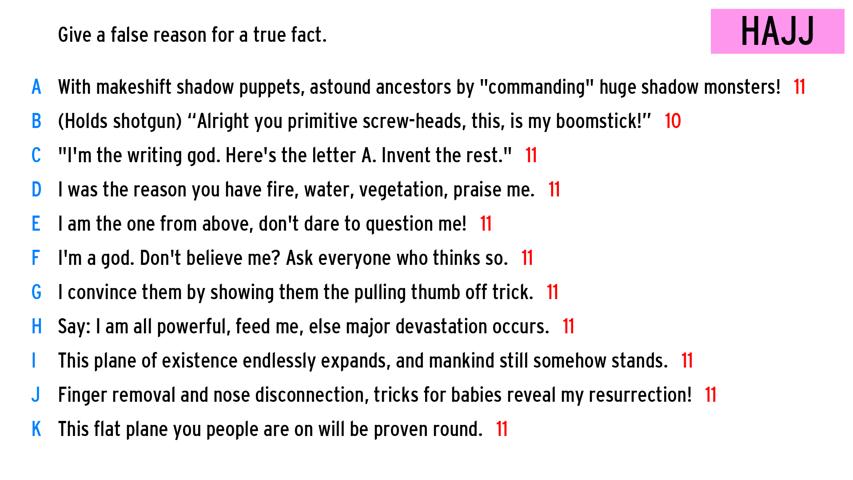 Give a false reason for a true fact.
HAJJ
A With makeshift shadow puppets, astound ancestors by "commanding" huge shadow monsters! 11
B (Holds shotgun) “Alright you primitive screw-heads, this, is my boomstick!” 10
C "I'm the writing god. Here's the letter A. Invent the rest." 11
D I was the reason you have fire, water, vegetation, praise me. 11
E I am the one from above, don't dare to question me! 11
F I'm a god. Don't believe me? Ask everyone who thinks so. 11
G I convince them by showing them the pulling thumb off trick. 11
H Say: I am all powerful, feed me, else major devastation occurs. 11
I This plane of existence endlessly expands, and mankind still somehow stands. 11
J Finger removal and nose disconnection, tricks for babies reveal my resurrection! 11
K This flat plane you people are on will be proven round. 11